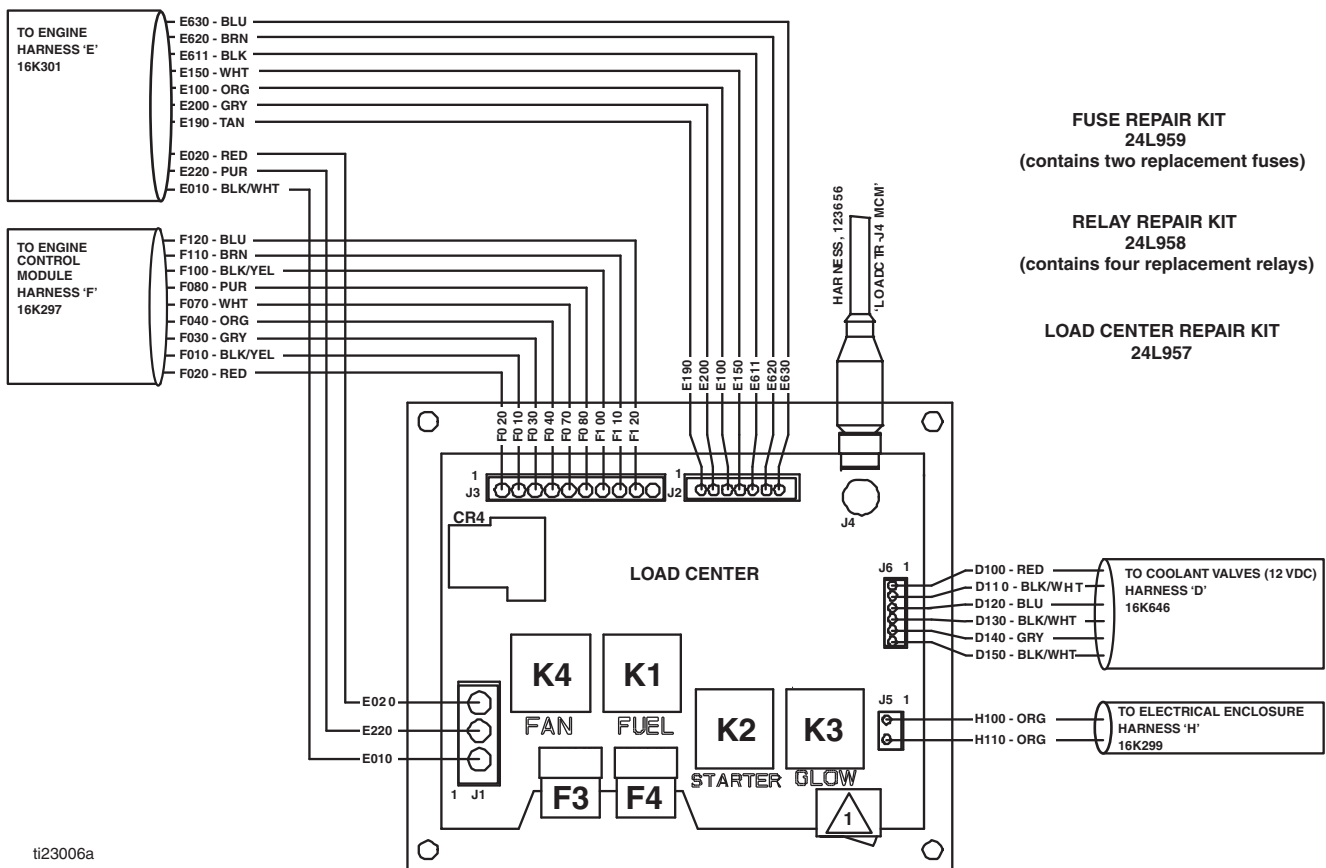 TO ENGINE
HARNESS ‘E’
16K301
E630 - BLU
E620 - BRN
E611 - BLK
E150 - WHT
E100 - ORG
E200 - GRY
E190 - TAN
E020 - RED
E220 - PUR
E010 - BLK/WHT
TO ENGINE
CONTROL
MODULE
HARNESS ‘F’
16K297
F120 - BLU
F110 - BRN
F100 - BLK/YEL
F080 - PUR
F070 - WHT
F040 - ORG
F030 - GRY
F010 - BLK/YEL
F020 - RED
FUSE REPAIR KIT
24L959
(contains two replacement fuses)
RELAY REPAIR KIT
24L958
(contains four replacement relays)
LOAD CENTER REPAIR KIT
24L957
HARNESS, 123656
‘LOADCTR-J4 MCM’
F020
F010
F030
F040
F070
F080
F100
F110
F120
E190
E200
E100
E150
E611
E620
E630
1
J3
1
J2
J4
CR4
LOAD CENTER
J6 1
D100 - RED
D110 - BLK/WHT
D120 - BLU
D130 - BLK/WHT
D140 - GRY
D150 - BLK/WHT
TO COOLANT VALVES (12 VDC)
HARNESS ‘D’
16K646
J5 1
H100 - ORG
H110 - ORG
TO ELECTRICAL ENCLOSURE
HARNESS ‘H’
16K299
K4
FAN
K1
FUEL
K2
STARTER
K3
GLOW
E020
E220
E010
1 J1
F3
F4
1
ti23006a